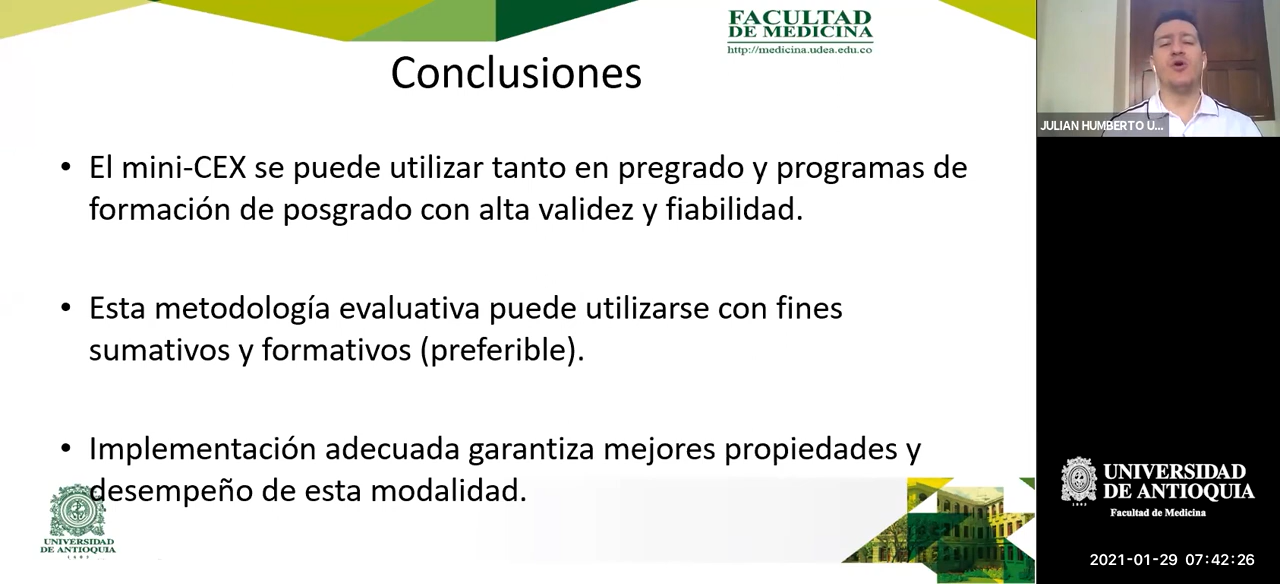 FACULTAD
DE MEDICINA
http://medicina.udea.edu.co
Conclusiones
• El mini-CEX se puede utilizar tanto en pregrado y programas de
formación de posgrado con alta validez y fiabilidad.
• Esta metodología evaluativa puede utilizarse con fines
sumativos y formativos (preferible).
• Implementación adecuada garantiza mejores propiedades y
desempeño de esta modalidad.
UNIVERSIDAD
DE ANTIOQUIA
JULIAN HUMBERTO U...
UNIVERSIDAD
DE ANTIOQUIA
Facultad de Medicina
2021-01-29 07:42:26